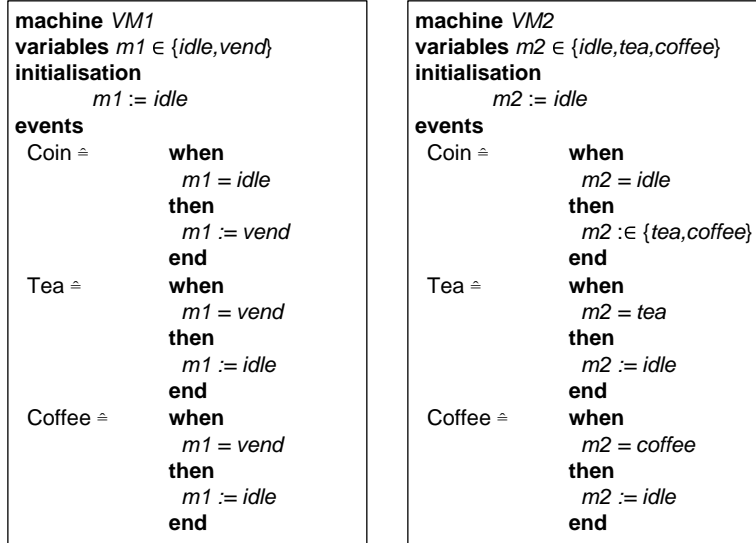 machine VM1
variables m1 ∈ {idle,vend}
initialisation
m1 := idle
events
Coin ≙ when
m1 = idle
then
m1 := vend
end
Tea ≙ when
m1 = vend
then
m1 := idle
end
Coffee ≙ when
m1 = vend
then
m1 := idle
end
machine VM2
variables m2 ∈ {idle,tea,coffee}
initialisation
m2 := idle
events
Coin ≙ when
m2 = idle
then
m2 :∈ {tea,coffee}
end
Tea ≙ when
m2 = tea
then
m2 := idle
end
Coffee ≙ when
m2 = coffee
then
m2 := idle
end